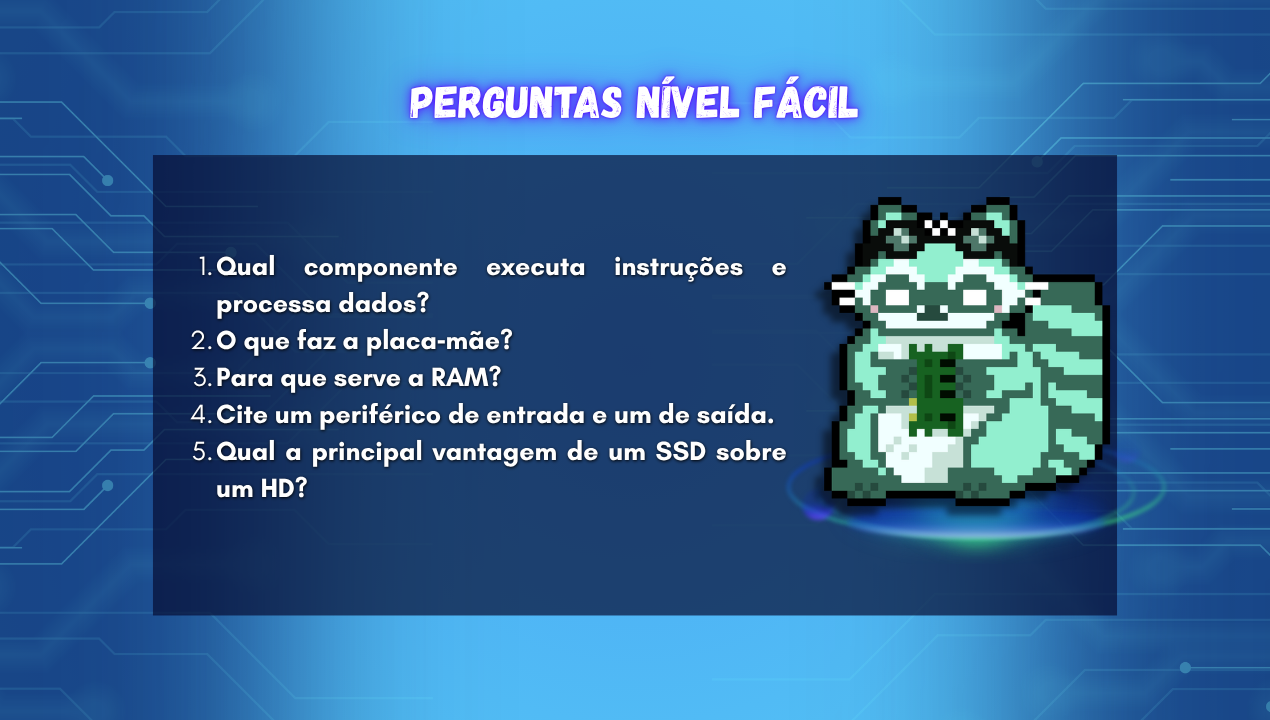 PERGUNTAS NÍVEL FÁCIL
1. Qual componente executa instruções e
processa dados?
2. O que faz a placa-mãe?
3. Para que serve a RAM?
4. Cite um periférico de entrada e um de saída.
5. Qual a principal vantagem de um SSD sobre
um HD?